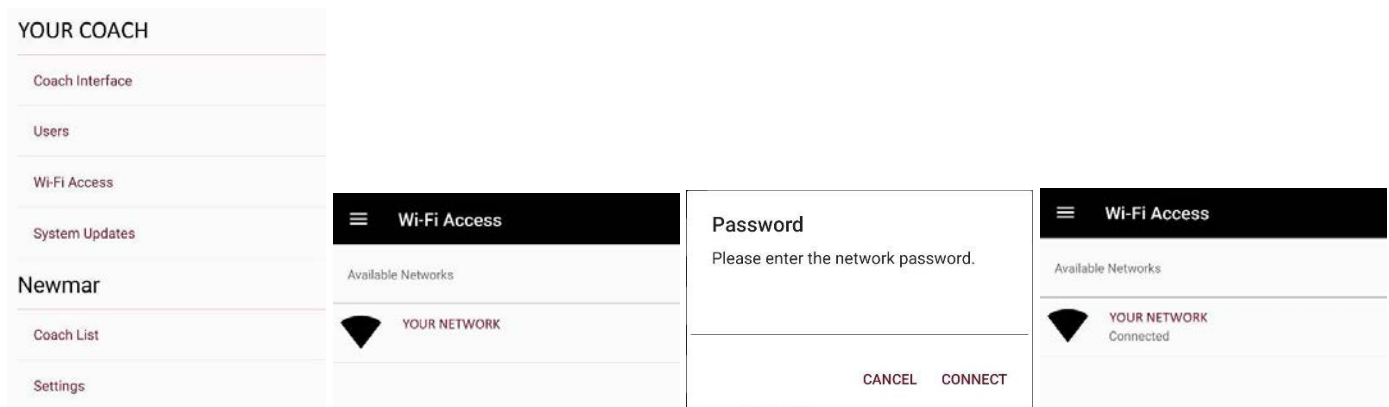 YOUR COACH
Coach Interface
Users
Wi-Fi Access
System Updates
Newmar
Coach List
Settings
Wi-Fi Access
Available Networks
YOUR NETWORK
Password
Please enter the network password.
CANCEL CONNECT
Wi-Fi Access
Available Networks
YOUR NETWORK
Connected